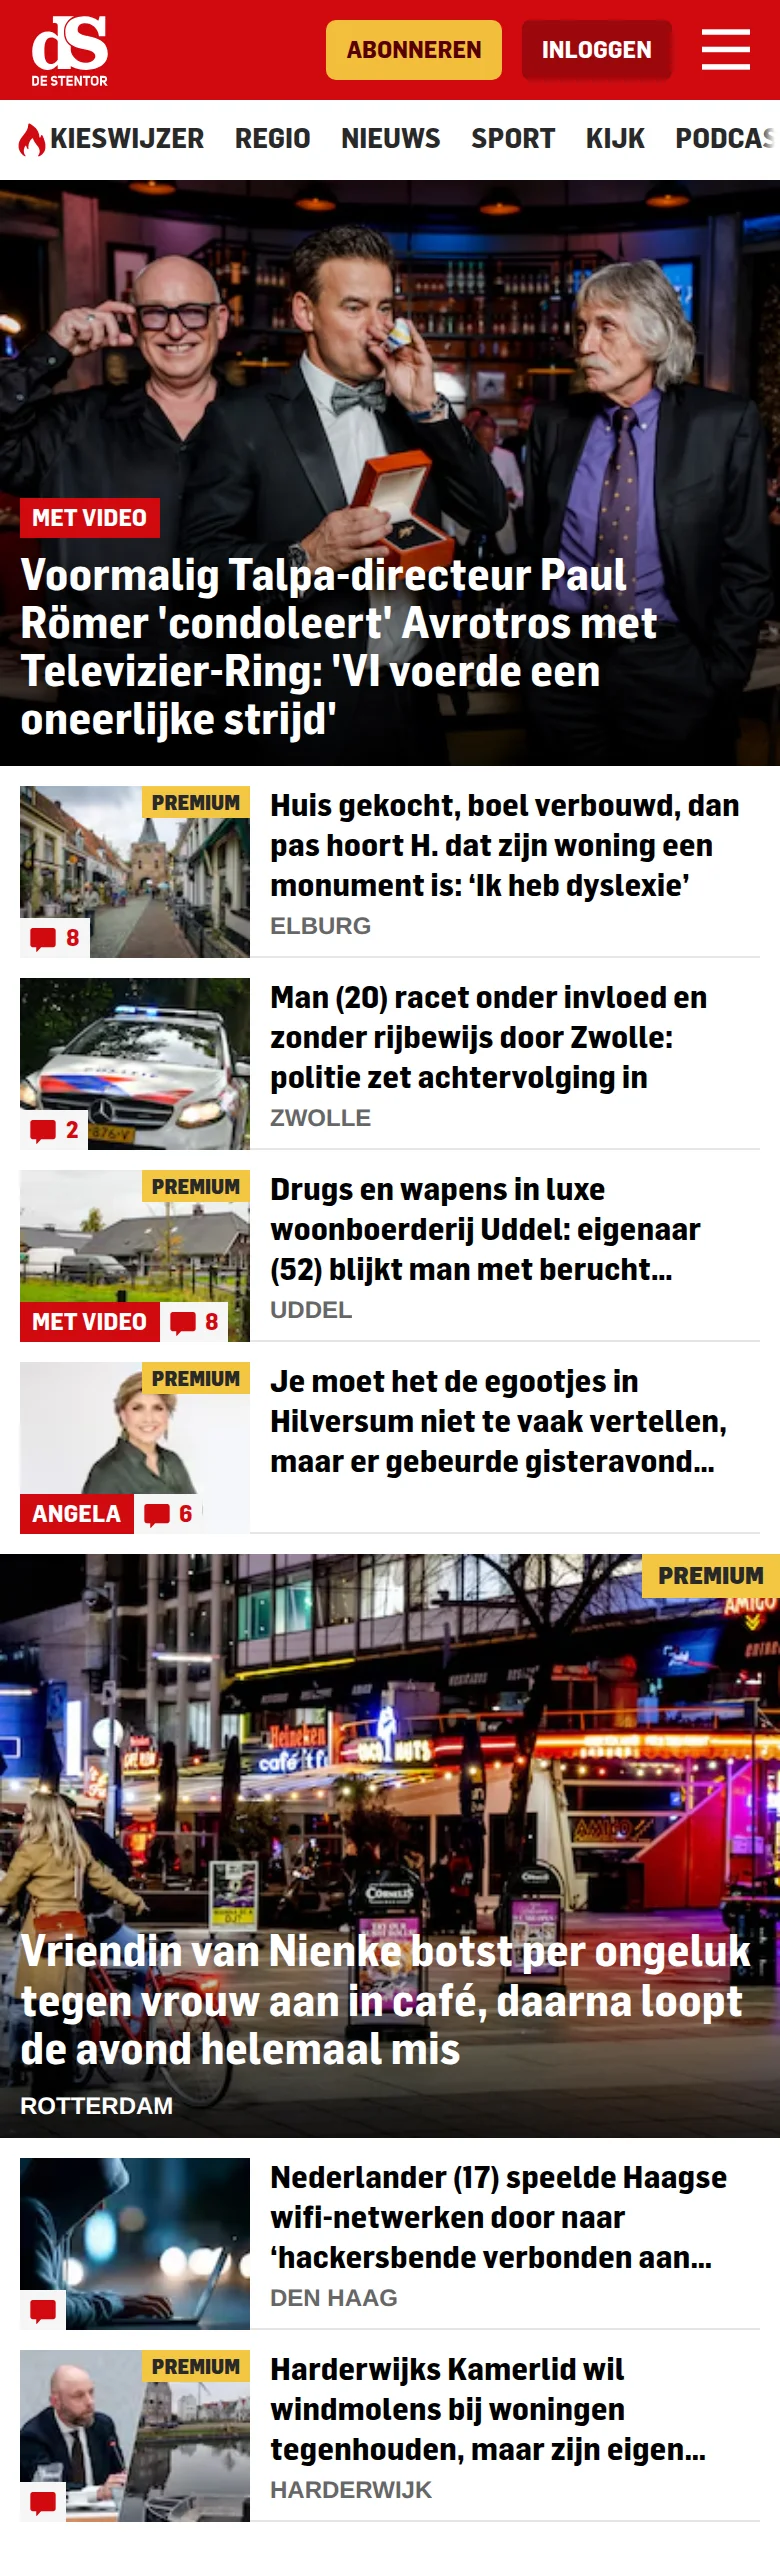 dS
DE STENTOR
ABONNEREN
INLOGGEN
KIESWIJZER REGIO NIEUWS SPORT KIJK PODCAS
MET VIDEO
Voormalig Talpa-directeur Paul
Römer 'condoleert' Avrotros met
Televizier-Ring: 'VI voerde een
oneerlijke strijd'
PREMIUM
8
Huis gekocht, boel verbouwd, dan
pas hoort H. dat zijn woning een
monument is: ‘Ik heb dyslexie’
ELBURG
2
Man (20) racet onder invloed en
zonder rijbewijs door Zwolle:
politie zet achtervolging in
ZWOLLE
PREMIUM
MET VIDEO
8
Drugs en wapens in luxe
woonboerderij Uddel: eigenaar
(52) blijkt man met berucht...
UDDEL
PREMIUM
ANGELA
6
Je moet het de egootjes in
Hilversum niet te vaak vertellen,
maar er gebeurde gisteravond...
PREMIUM
AMIGO
Heineken
café
COCONUTS
AMIGO
CORNELIS
Vriendin van Nienke botst per ongeluk
tegen vrouw aan in café, daarna loopt
de avond helemaal mis
ROTTERDAM
Nederlander (17) speelde Haagse
wifi-netwerken door naar
‘hackersbende verbonden aan...
DEN HAAG
PREMIUM
Harderwijks Kamerlid wil
windmolens bij woningen
tegenhouden, maar zijn eigen...
HARDERWIJK